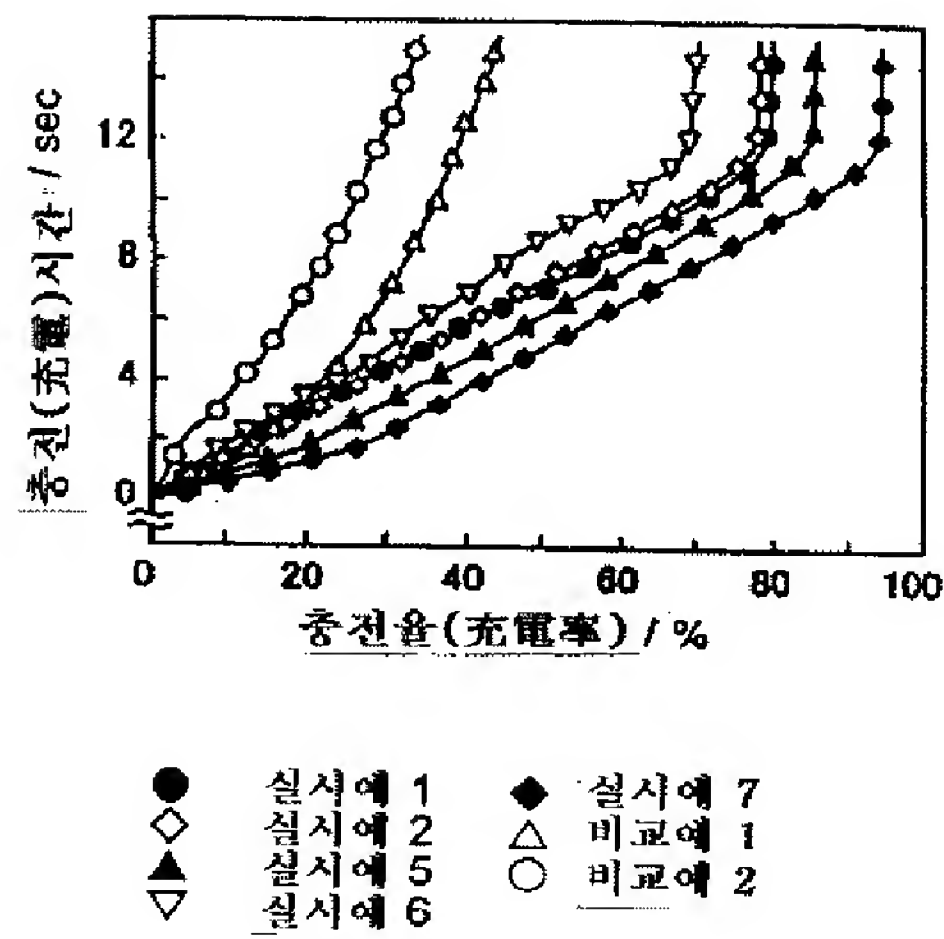 충전(充電)시간 / sec
12
8
4
0
0 20 40 60 80 100
충전율(充電率) / %
실시예 1
실시예 2
실시예 5
실시예 6
실시예 7
비교예 1
비교예 2